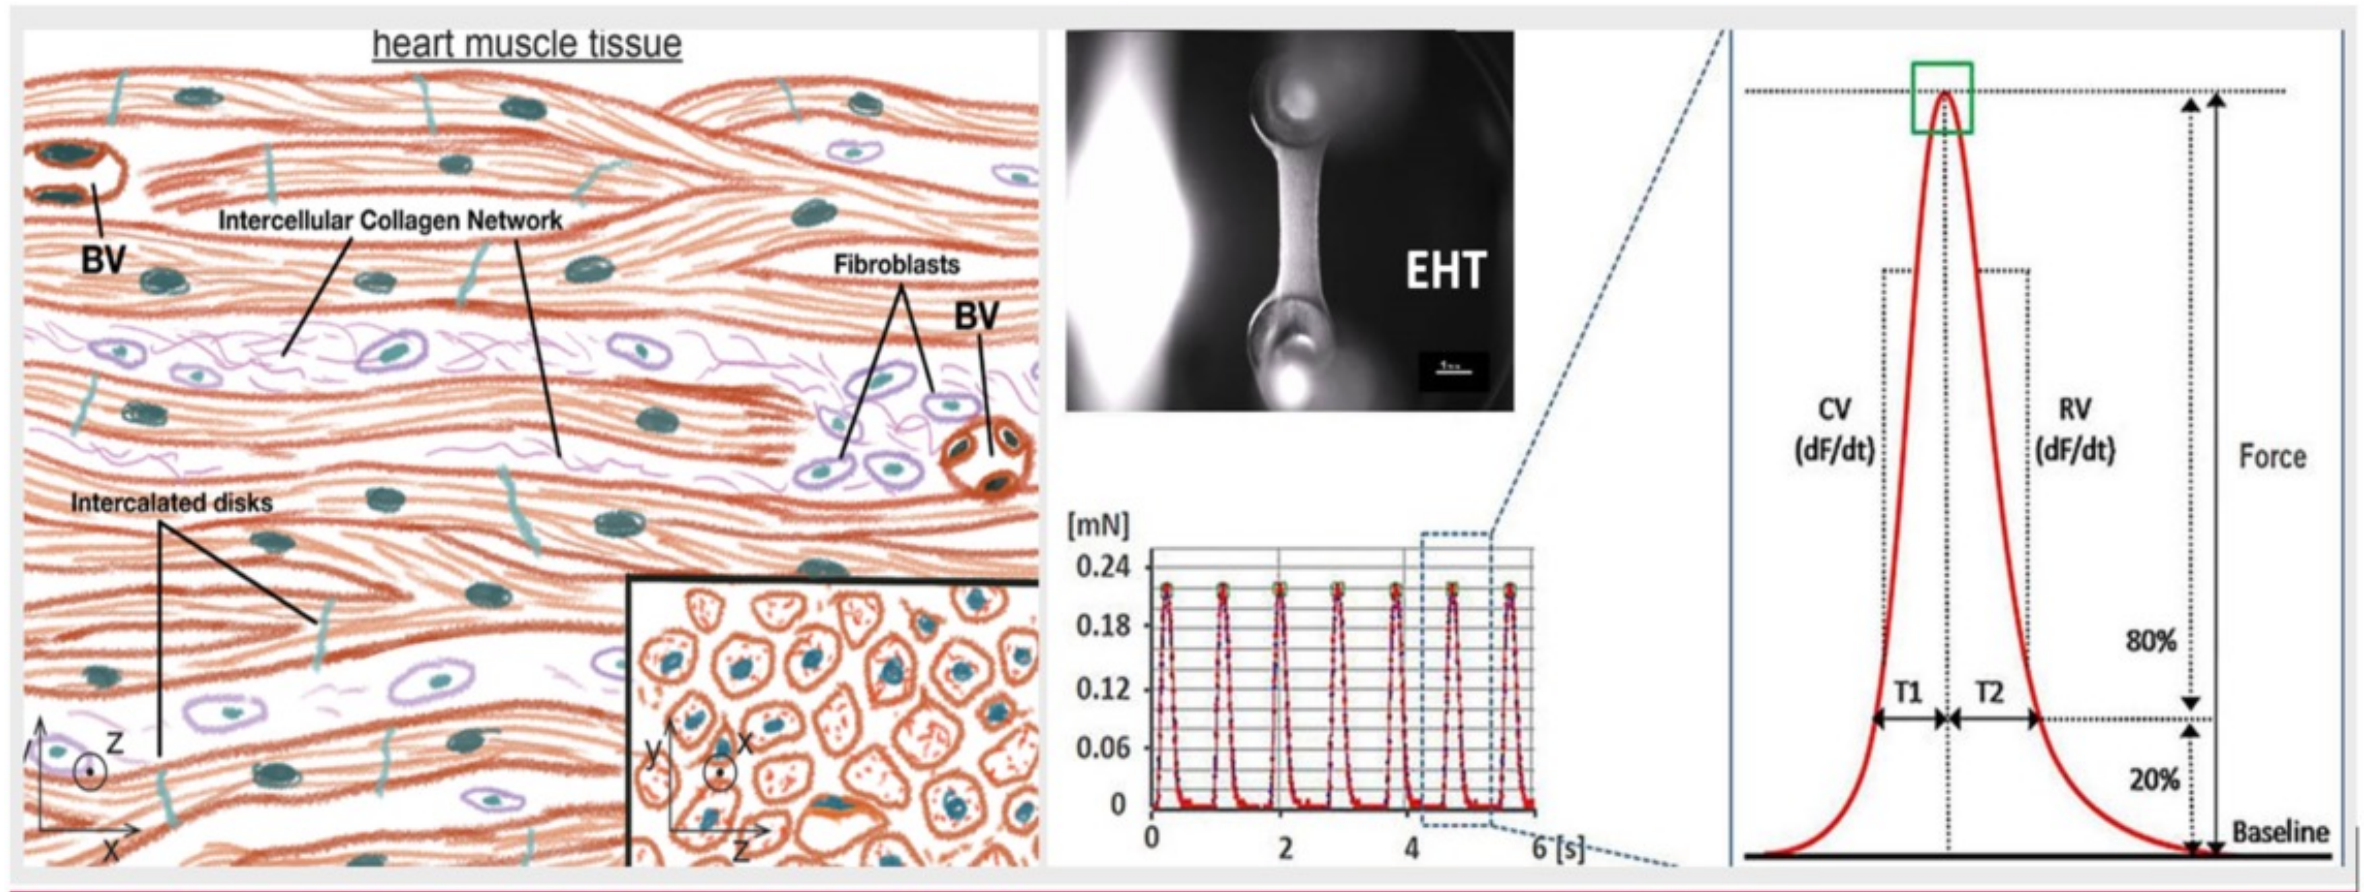 heart muscle tissue
BV
Intercellular Collagen Network
Fibroblasts
BV
Intercalated disks
z
x
y
x
z
EHT
[mN]
0.24
0.18
0.12
0.06
0
0
2
4
6 [s]
CV
(dF/dt)
RV
(dF/dt)
Force
80%
T1
T2
20%
Baseline